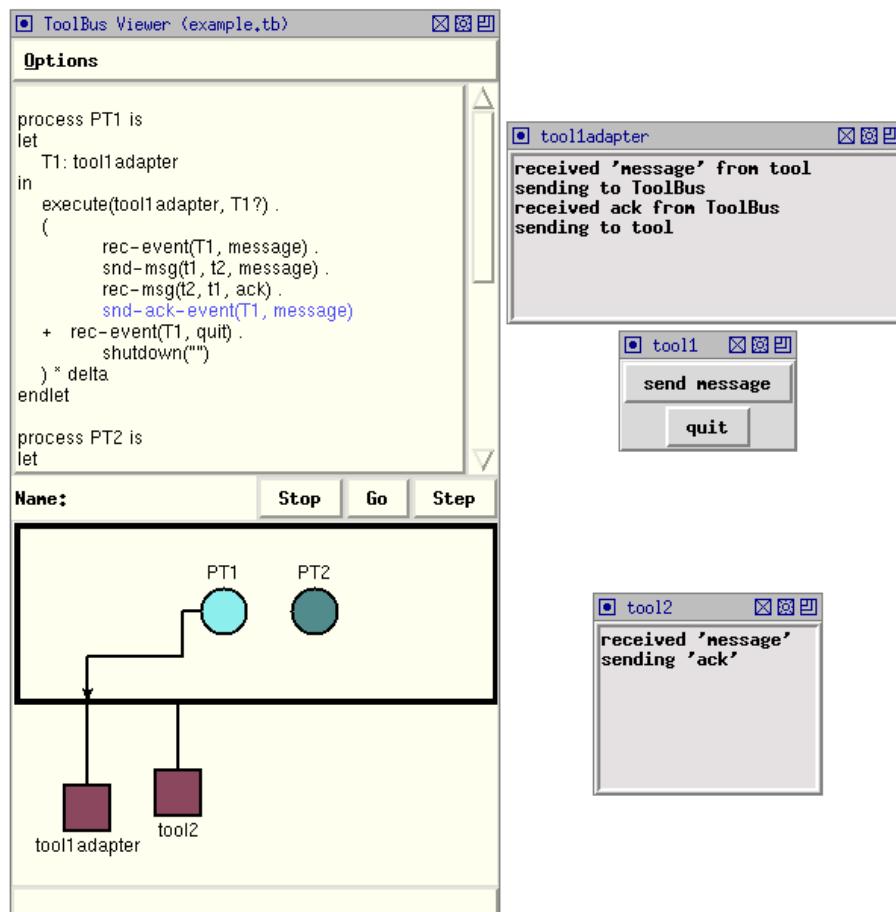 ToolBus Viewer (example.tb)
Options
process PT1 is
let
T1: tool1adapter
in
execute(tool1adapter, T1?) .
(
rec-event(T1, message) .
snd-msg(t1, t2, message) .
rec-msg(t2, t1, ack) .
snd-ack-event(T1, message)
+ rec-event(T1, quit) .
shutdown("")
) * delta
endlet
process PT2 is
let
Name:
Stop
Go
Step
PT1
PT2
tool1adapter
tool2
tool1adapter
received 'message' from tool
sending to ToolBus
received ack from ToolBus
sending to tool
tool1
send message
quit
tool2
received 'message'
sending 'ack'